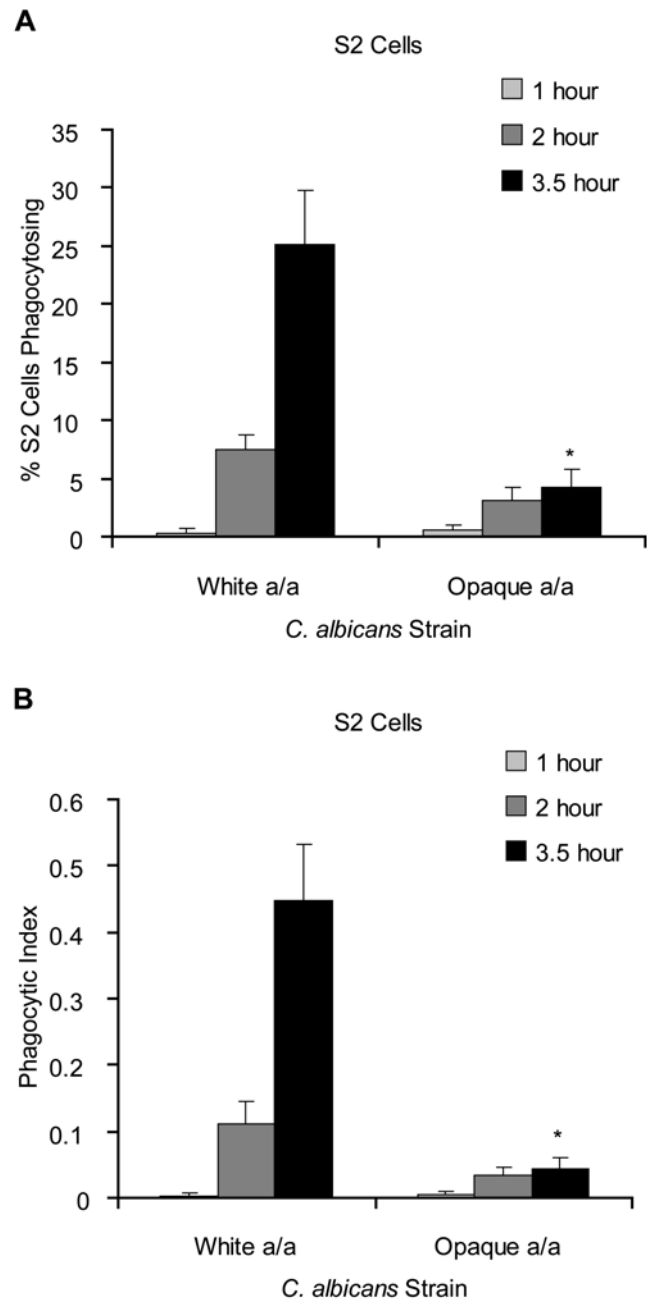 A
S2 Cells
1 hour
2 hour
3.5 hour
35
30
25
20
15
10
5
0
% S2 Cells Phagocytosing
*
White a/a
Opaque a/a
C. albicans Strain
B
S2 Cells
1 hour
2 hour
3.5 hour
0.6
0.5
0.4
0.3
0.2
0.1
0
Phagocytic Index
*
White a/a
Opaque a/a
C. albicans Strain